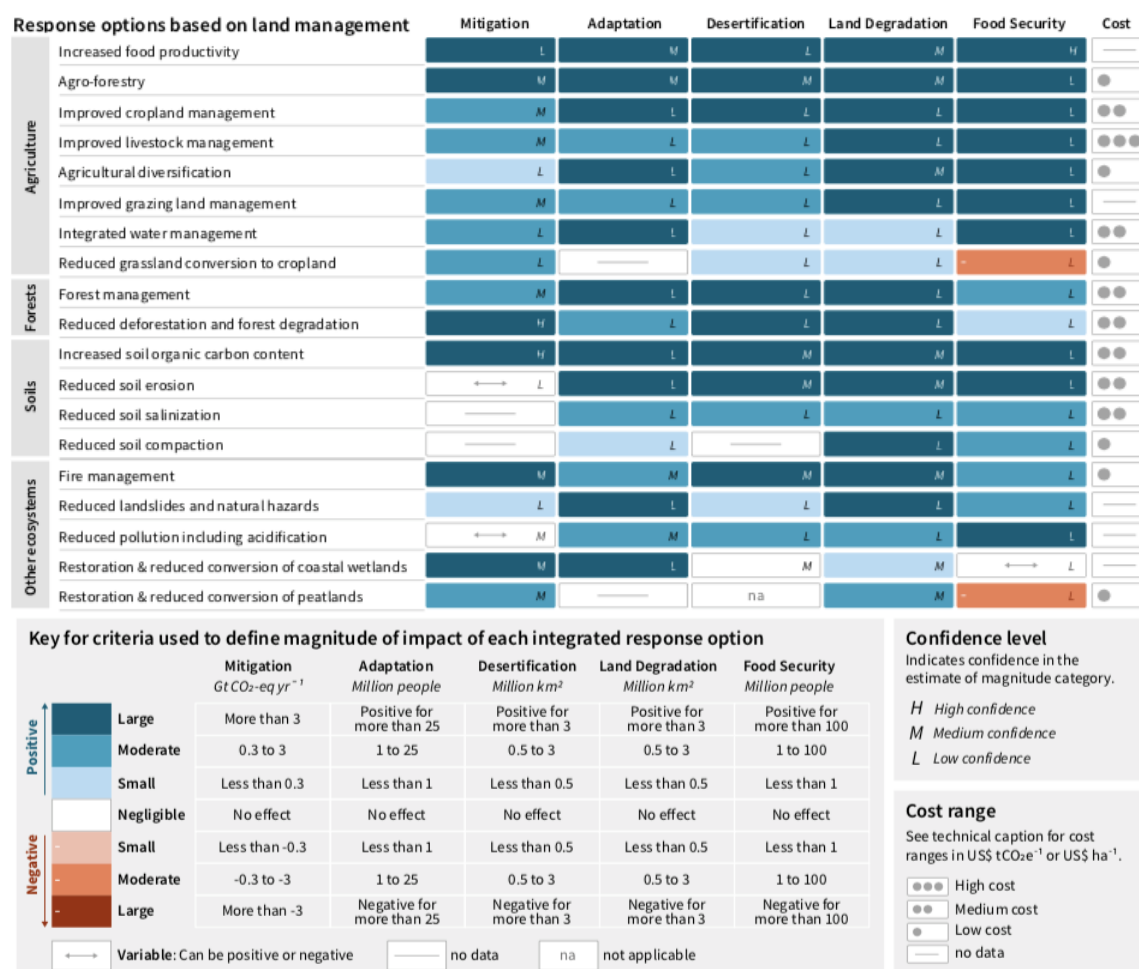 Response options based on land management Mitigation Adaptation Desertification Land Degradation Food Security Cost
Agriculture
Increased food productivity L M L M H
Agro-forestry M M M M L
Improved cropland management M L L L L
Improved livestock management M L L L L
Agricultural diversification L L L M L
Improved grazing land management M L L L L
Integrated water management L L L L L
Reduced grassland conversion to cropland L L L - L
Forests
Forest management M L L L L
Reduced deforestation and forest degradation H L L L L
Soils
Increased soil organic carbon content H L M M L
Reduced soil erosion L L M M L
Reduced soil salinization L L L L
Reduced soil compaction L L L
Other ecosystems
Fire management M M M M L
Reduced landslides and natural hazards L L L L L
Reduced pollution including acidification M M L L L
Restoration & reduced conversion of coastal wetlands M L M M L
Restoration & reduced conversion of peatlands M na M - L
Key for criteria used to define magnitude of impact of each integrated response option
Mitigation Adaptation Desertification Land Degradation Food Security
Gt CO₂-eq yr⁻¹ Million people Million km² Million km² Million people
Positive
Large More than 3 Positive for more than 25 Positive for more than 3 Positive for more than 3 Positive for more than 100
Moderate 0.3 to 3 1 to 25 0.5 to 3 0.5 to 3 1 to 100
Small Less than 0.3 Less than 1 Less than 0.5 Less than 0.5 Less than 1
Negligible No effect No effect No effect No effect No effect
Negative
- Small Less than -0.3 Less than 1 Less than 0.5 Less than 0.5 Less than 1
- Moderate -0.3 to -3 1 to 25 0.5 to 3 0.5 to 3 1 to 100
- Large More than -3 Negative for more than 25 Negative for more than 3 Negative for more than 3 Negative for more than 100
Variable: Can be positive or negative no data na not applicable
Confidence level
Indicates confidence in the
estimate of magnitude category.
H High confidence
M Medium confidence
L Low confidence
Cost range
See technical caption for cost
ranges in US$ tCO₂e⁻¹ or US$ ha⁻¹.
High cost
Medium cost
Low cost
no data